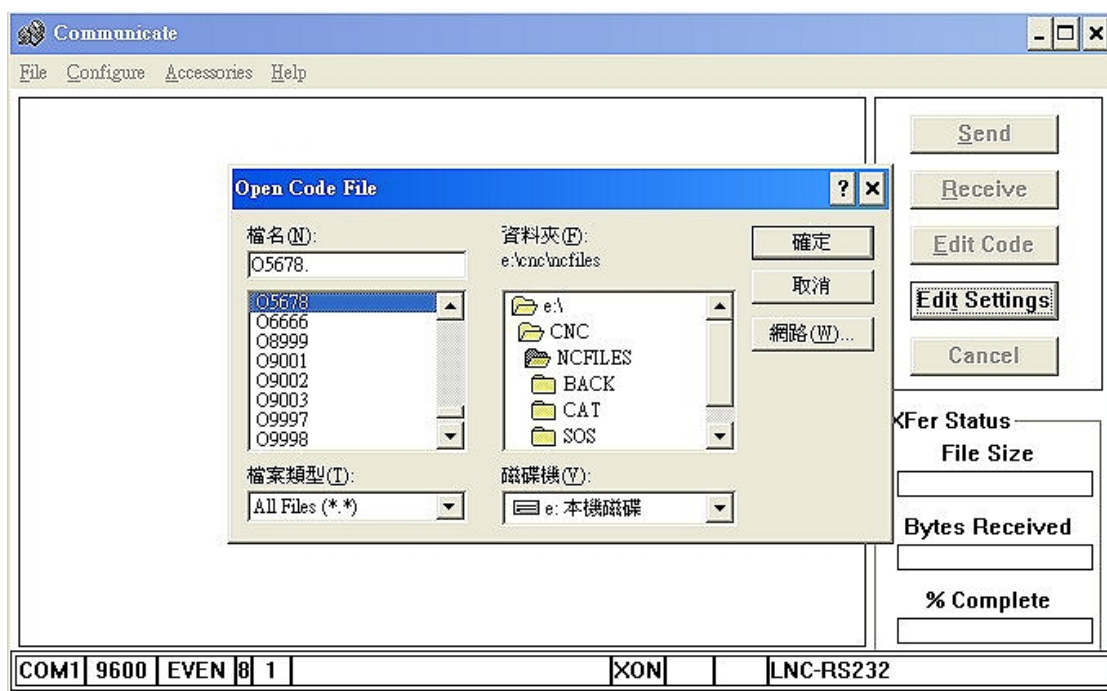 Communicate
File Configure Accessories Help
Send
Receive
Edit Code
Edit Settings
Cancel
Open Code File
檔名(N):
O5678.
O5678
O6666
O8999
O9001
O9002
O9003
O9997
O9998
檔案類型(T):
All Files (*.*)
資料夾(F):
e:\cnc\ncfiles
e:\
CNC
NCFILES
BACK
CAT
SOS
磁碟機(V):
e: 本機磁碟
確定
取消
網路(W)...
XFer Status
File Size
Bytes Received
% Complete
COM1 9600 EVEN 8 1 XON LNC-RS232